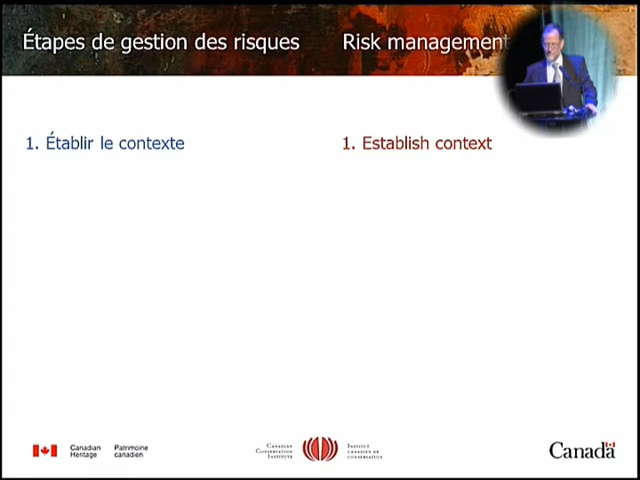 Étapes de gestion des risques
Risk management
1. Établir le contexte
1. Establish context
Canadian Heritage
Patrimoine canadien
CANADIAN
CONSERVATION
INSTITUTE
INSTITUT
CANADIEN DE
CONSERVATION
Canada